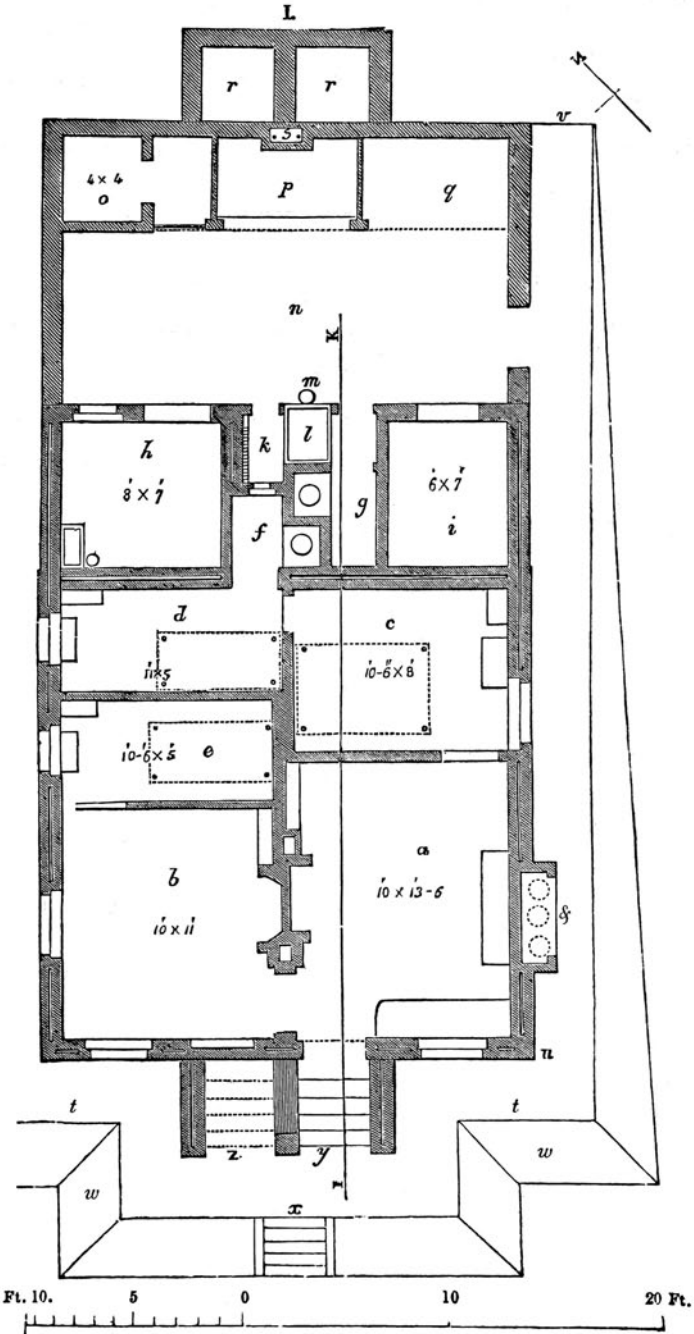 L
r r
v
S
4 × 4
o
p
q
n
K
m
h
8' × 7'
k
l
6' × 7'
i
g
f
d
11' × 5
c
10'-6" × 8'
10'-6 × 5'
e
a
10' × 13'-6
b
10' × 11'
&
n
t t
z
y
w w
I
x
Ft. 10. 5 0 10 20 Ft.